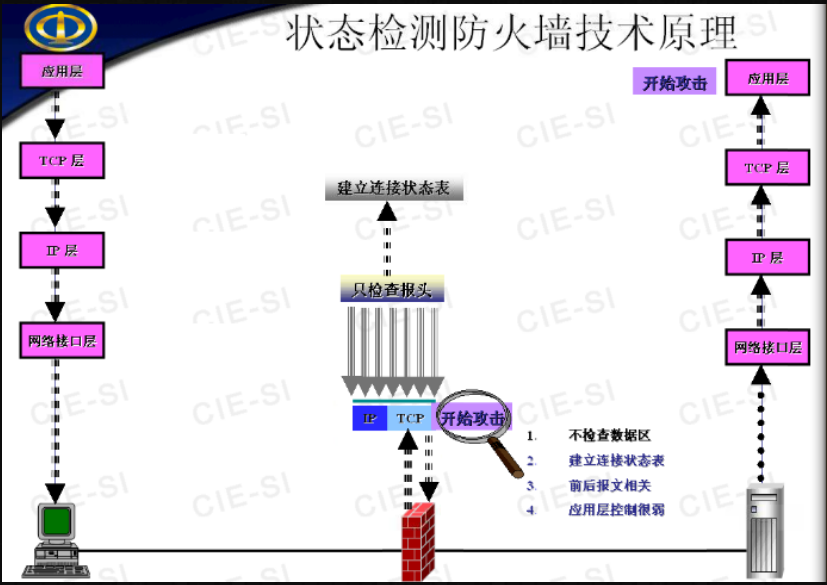 状态检测防火墙技术原理
应用层
TCP 层
IP 层
网络接口层
建立连接状态表
只检查报头
IP
TCP
开始攻击
1. 不检查数据区
2. 建立连接状态表
3. 前后报文相关
4. 应用层控制很弱
开始攻击
应用层
TCP 层
IP 层
网络接口层
CIE-SI